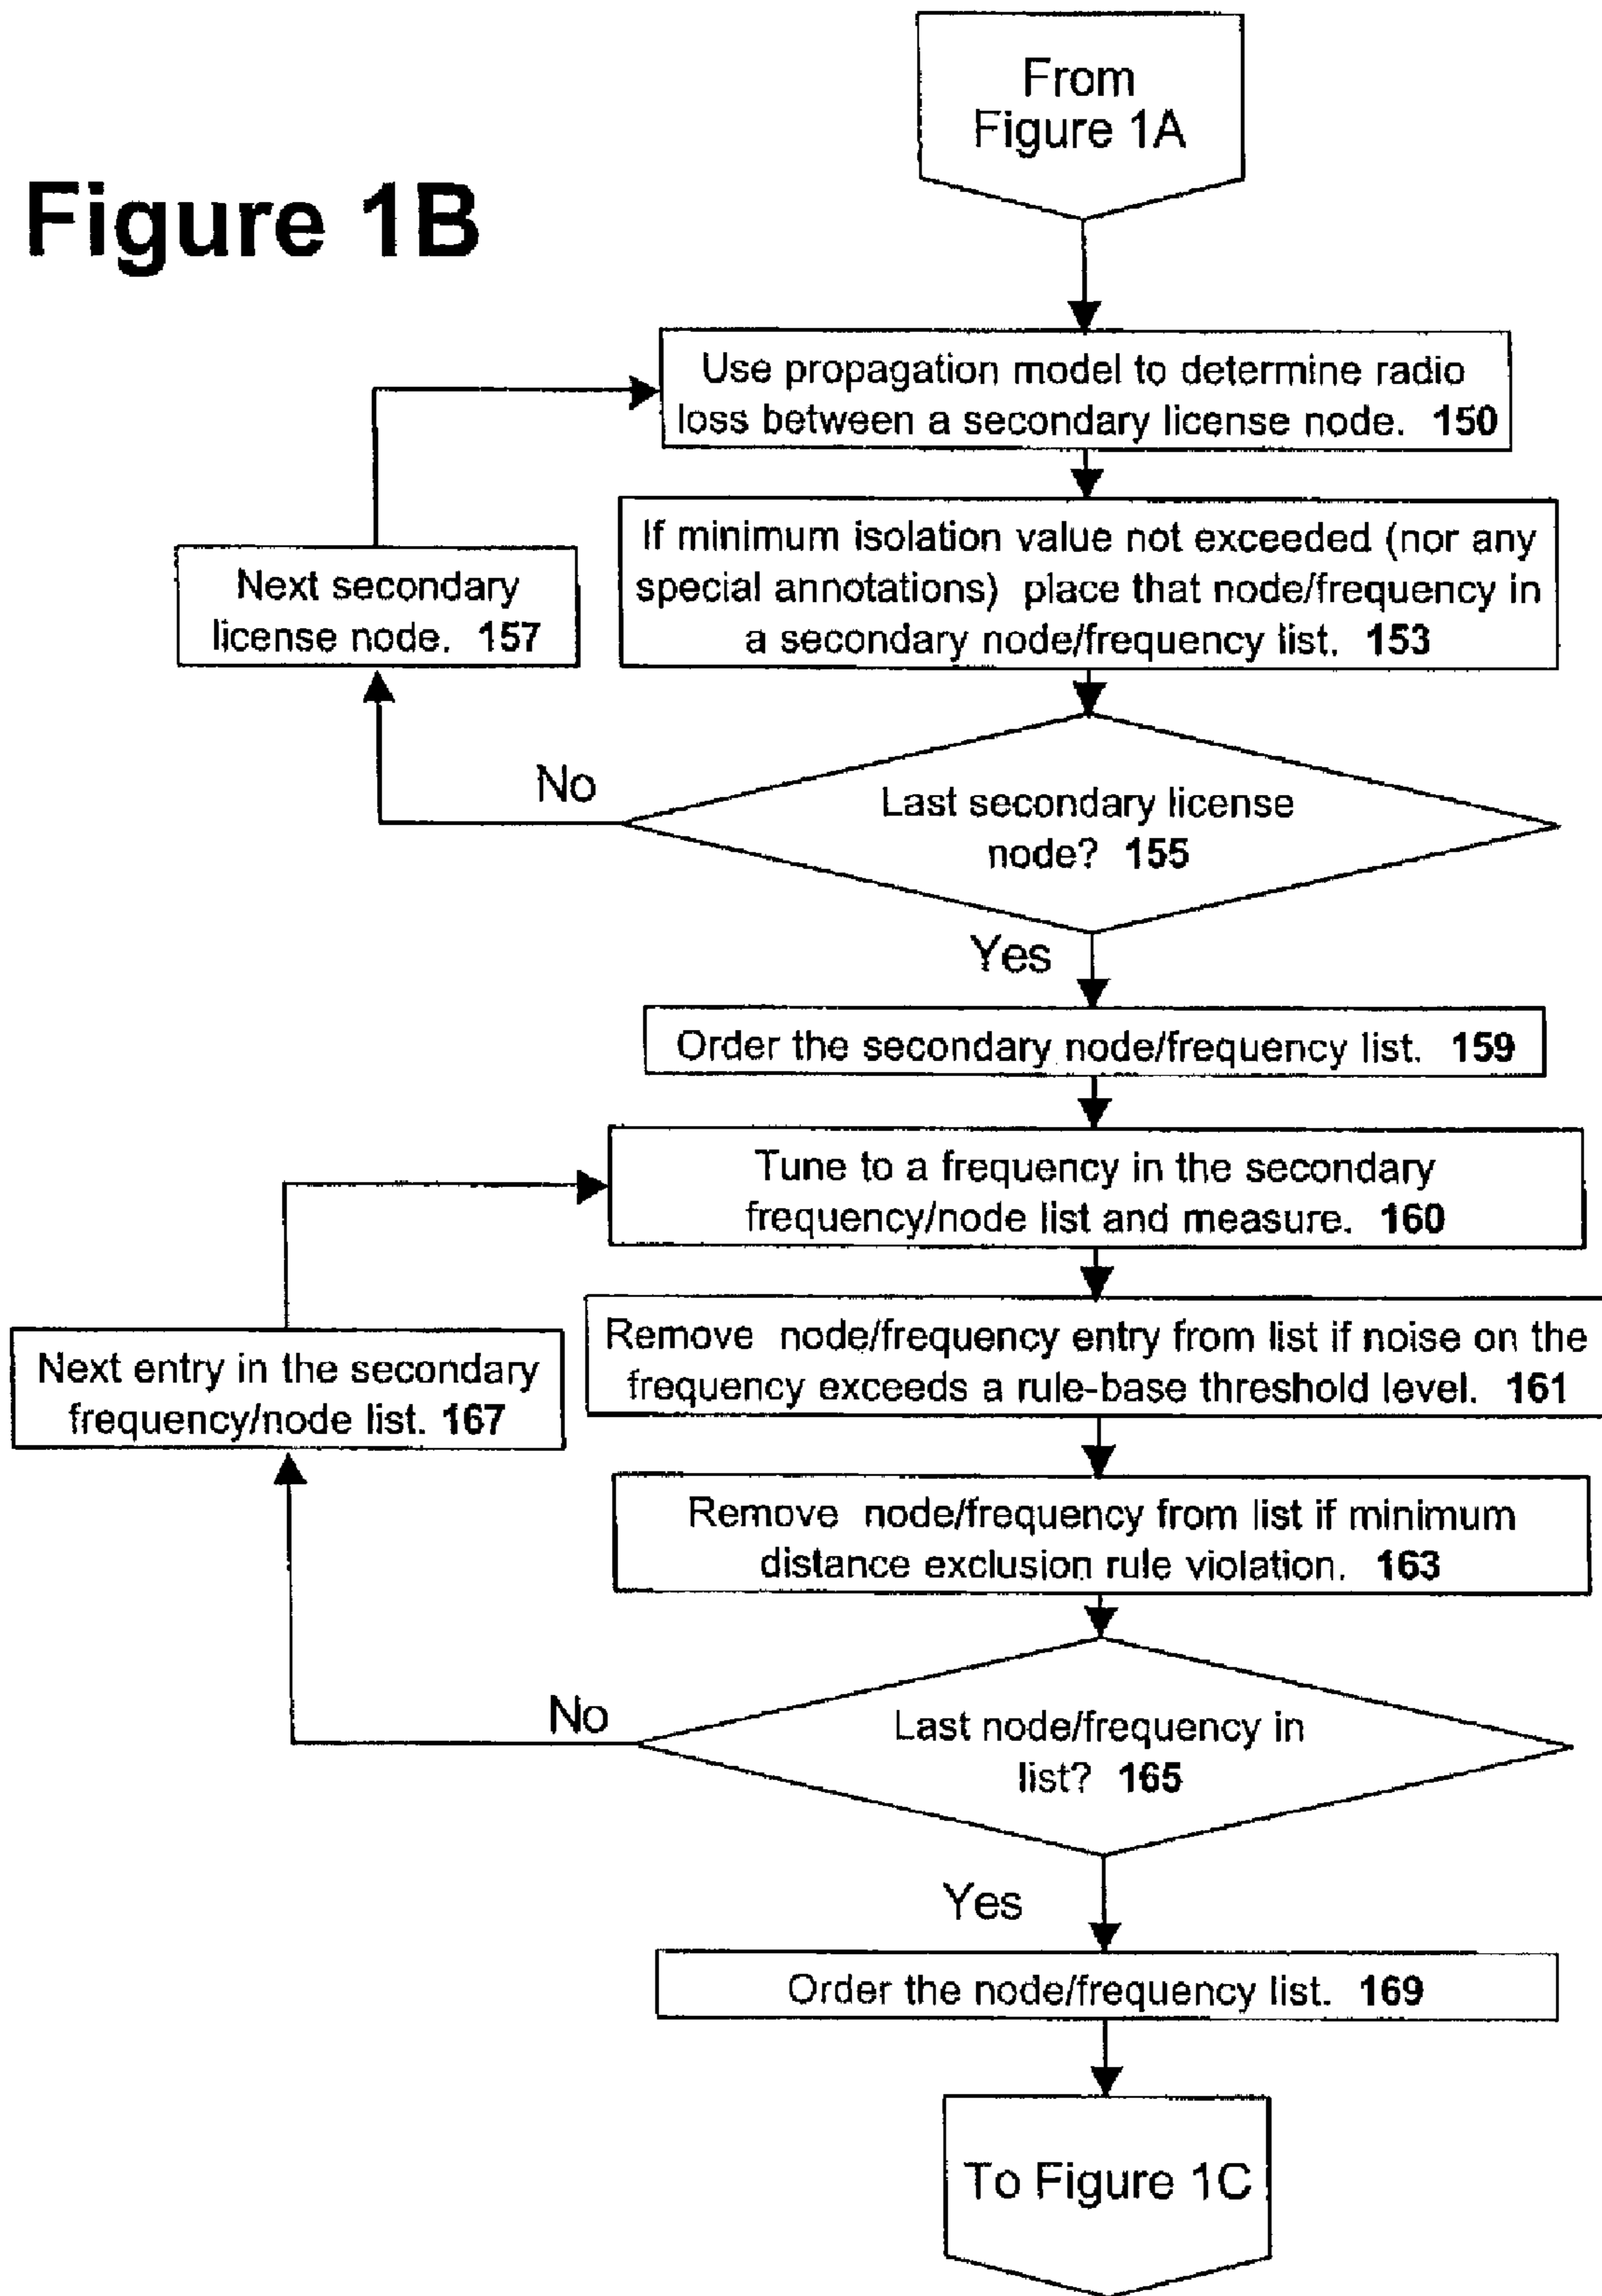 From
Figure 1A
Figure 1B
Use propagation model to determine radio
loss between a secondary license node. 150
If minimum isolation value not exceeded (nor any
special annotations) place that node/frequency in
a secondary node/frequency list. 153
Next secondary
license node. 157
No
Last secondary license
node? 155
Yes
Order the secondary node/frequency list. 159
Tune to a frequency in the secondary
frequency/node list and measure. 160
Remove node/frequency entry from list if noise on the
frequency exceeds a rule-base threshold level. 161
Next entry in the secondary
frequency/node list. 167
Remove node/frequency from list if minimum
distance exclusion rule violation. 163
No
Last node/frequency in
list? 165
Yes
Order the node/frequency list. 169
To Figure 1C